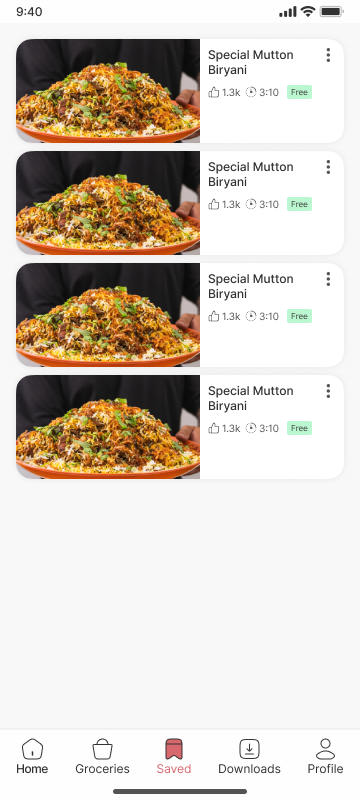 9:40
Special Mutton
Biryani
1.3k 3:10 Free
Special Mutton
Biryani
1.3k 3:10 Free
Special Mutton
Biryani
1.3k 3:10 Free
Special Mutton
Biryani
1.3k 3:10 Free
Home Groceries Saved Downloads Profile